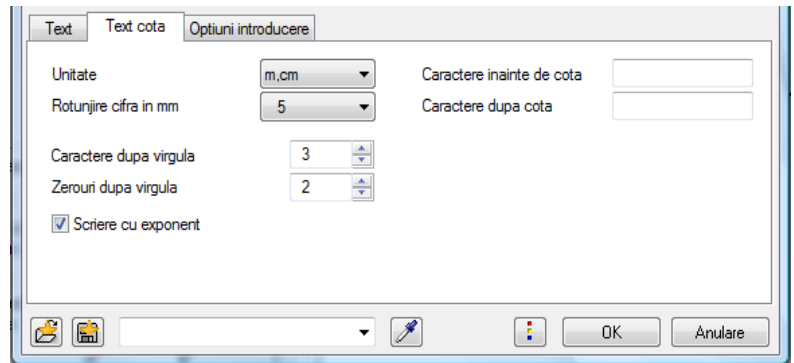 Text Text cota Optiuni introducere
Unitate m,cm Caractere inainte de cota
Rotunjire cifra in mm 5 Caractere dupa cota
Caractere dupa virgula 3
Zerouri dupa virgula 2
Scriere cu exponent
OK Anulare